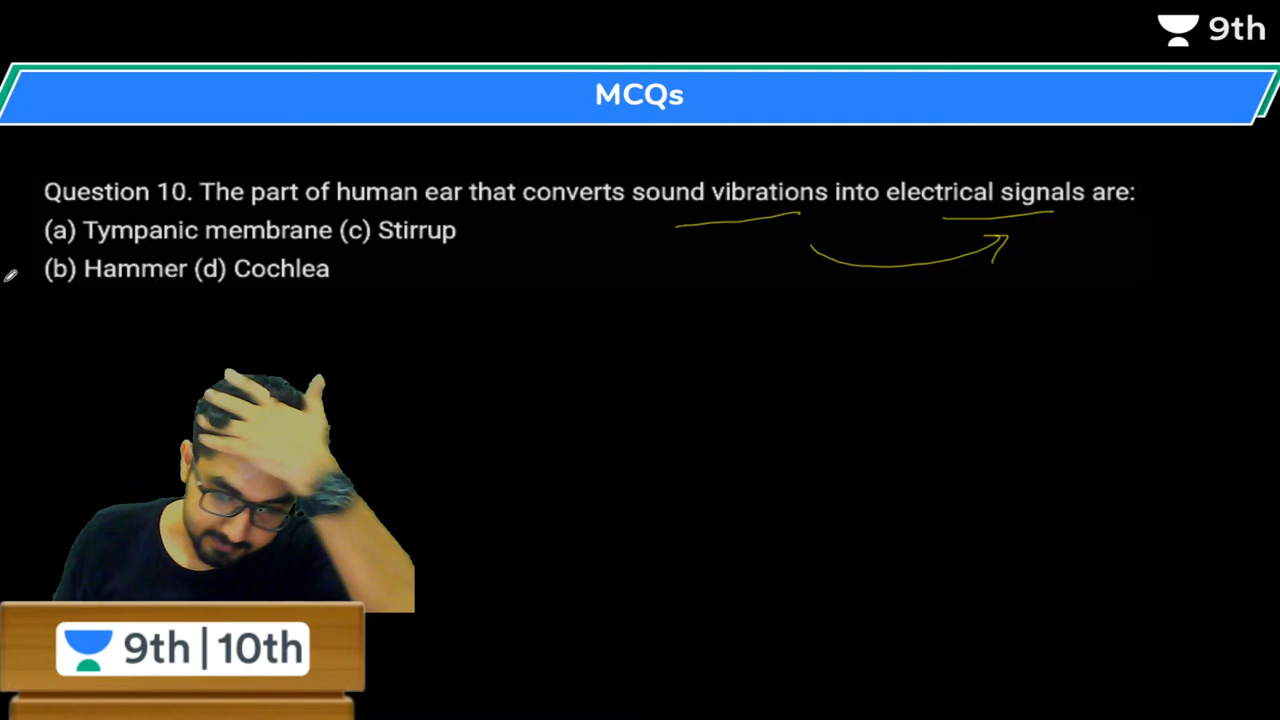 9th
MCQs
Question 10. The part of human ear that converts sound vibrations into electrical signals are:
(a) Tympanic membrane (c) Stirrup
(b) Hammer (d) Cochlea
9th|10th